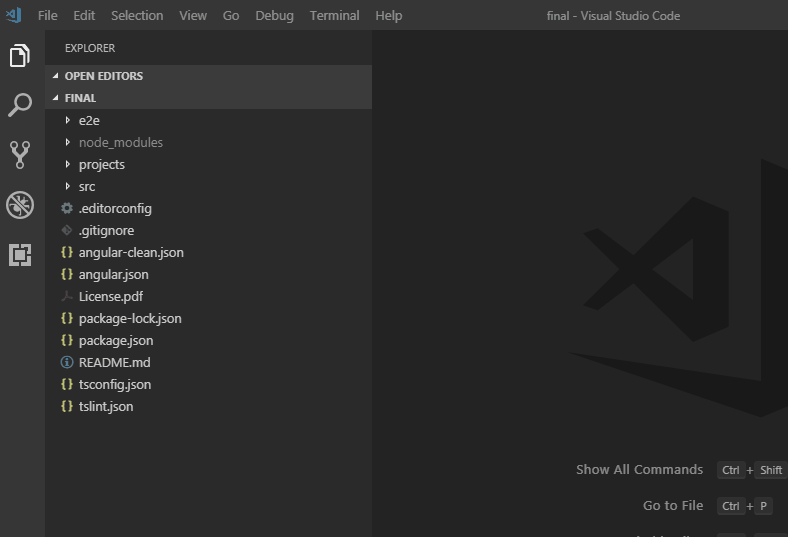 File Edit Selection View Go Debug Terminal Help final - Visual Studio Code
EXPLORER
OPEN EDITORS
FINAL
e2e
node_modules
projects
src
.editorconfig
.gitignore
angular-clean.json
angular.json
License.pdf
package-lock.json
package.json
README.md
tsconfig.json
tslint.json
Show All Commands Ctrl + Shift
Go to File Ctrl + P